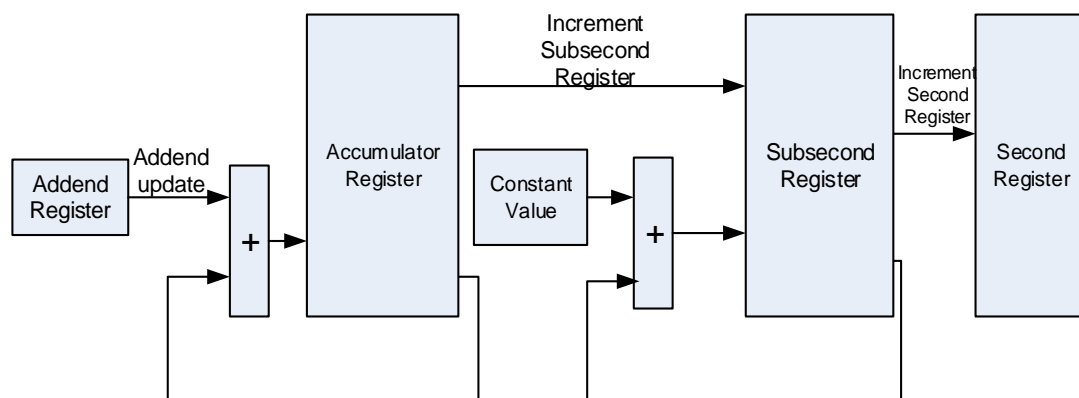 Increment
Subsecond
Register
Increment
Second
Register
Addend
update
Addend
Register
+
Accumulator
Register
Constant
Value
+
Subsecond
Register
Second
Register